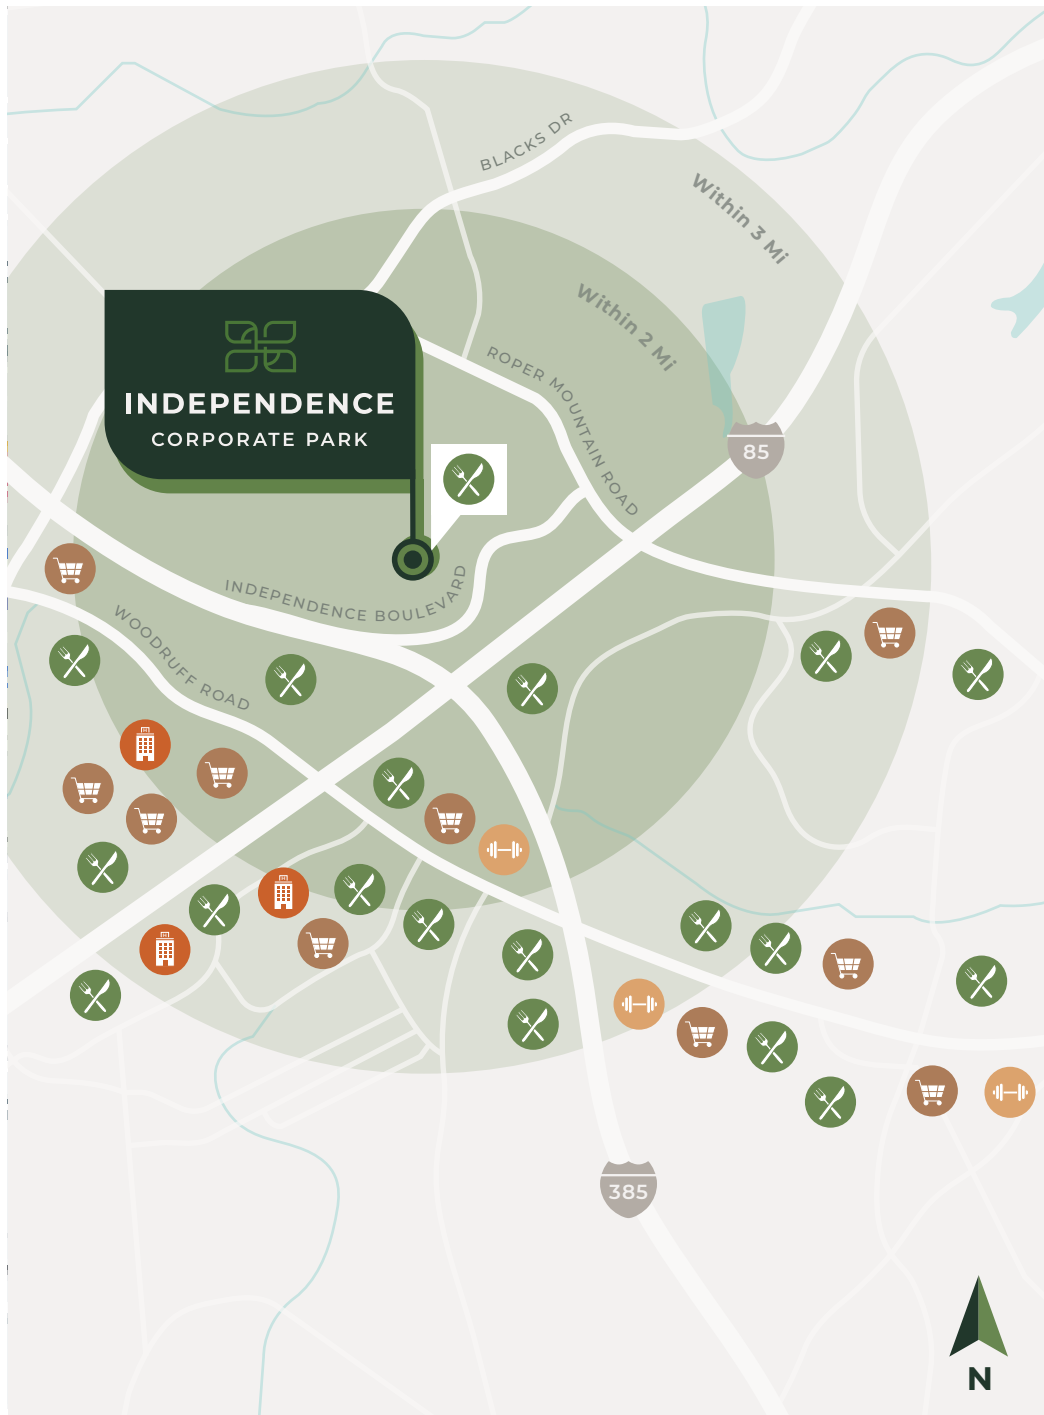 BLACKS DR
Within 3 Mi
Within 2 Mi
ROPER MOUNTAIN ROAD
INDEPENDENCE
CORPORATE PARK
85
INDEPENDENCE BOULEVARD
WOODRUFF ROAD
385
N